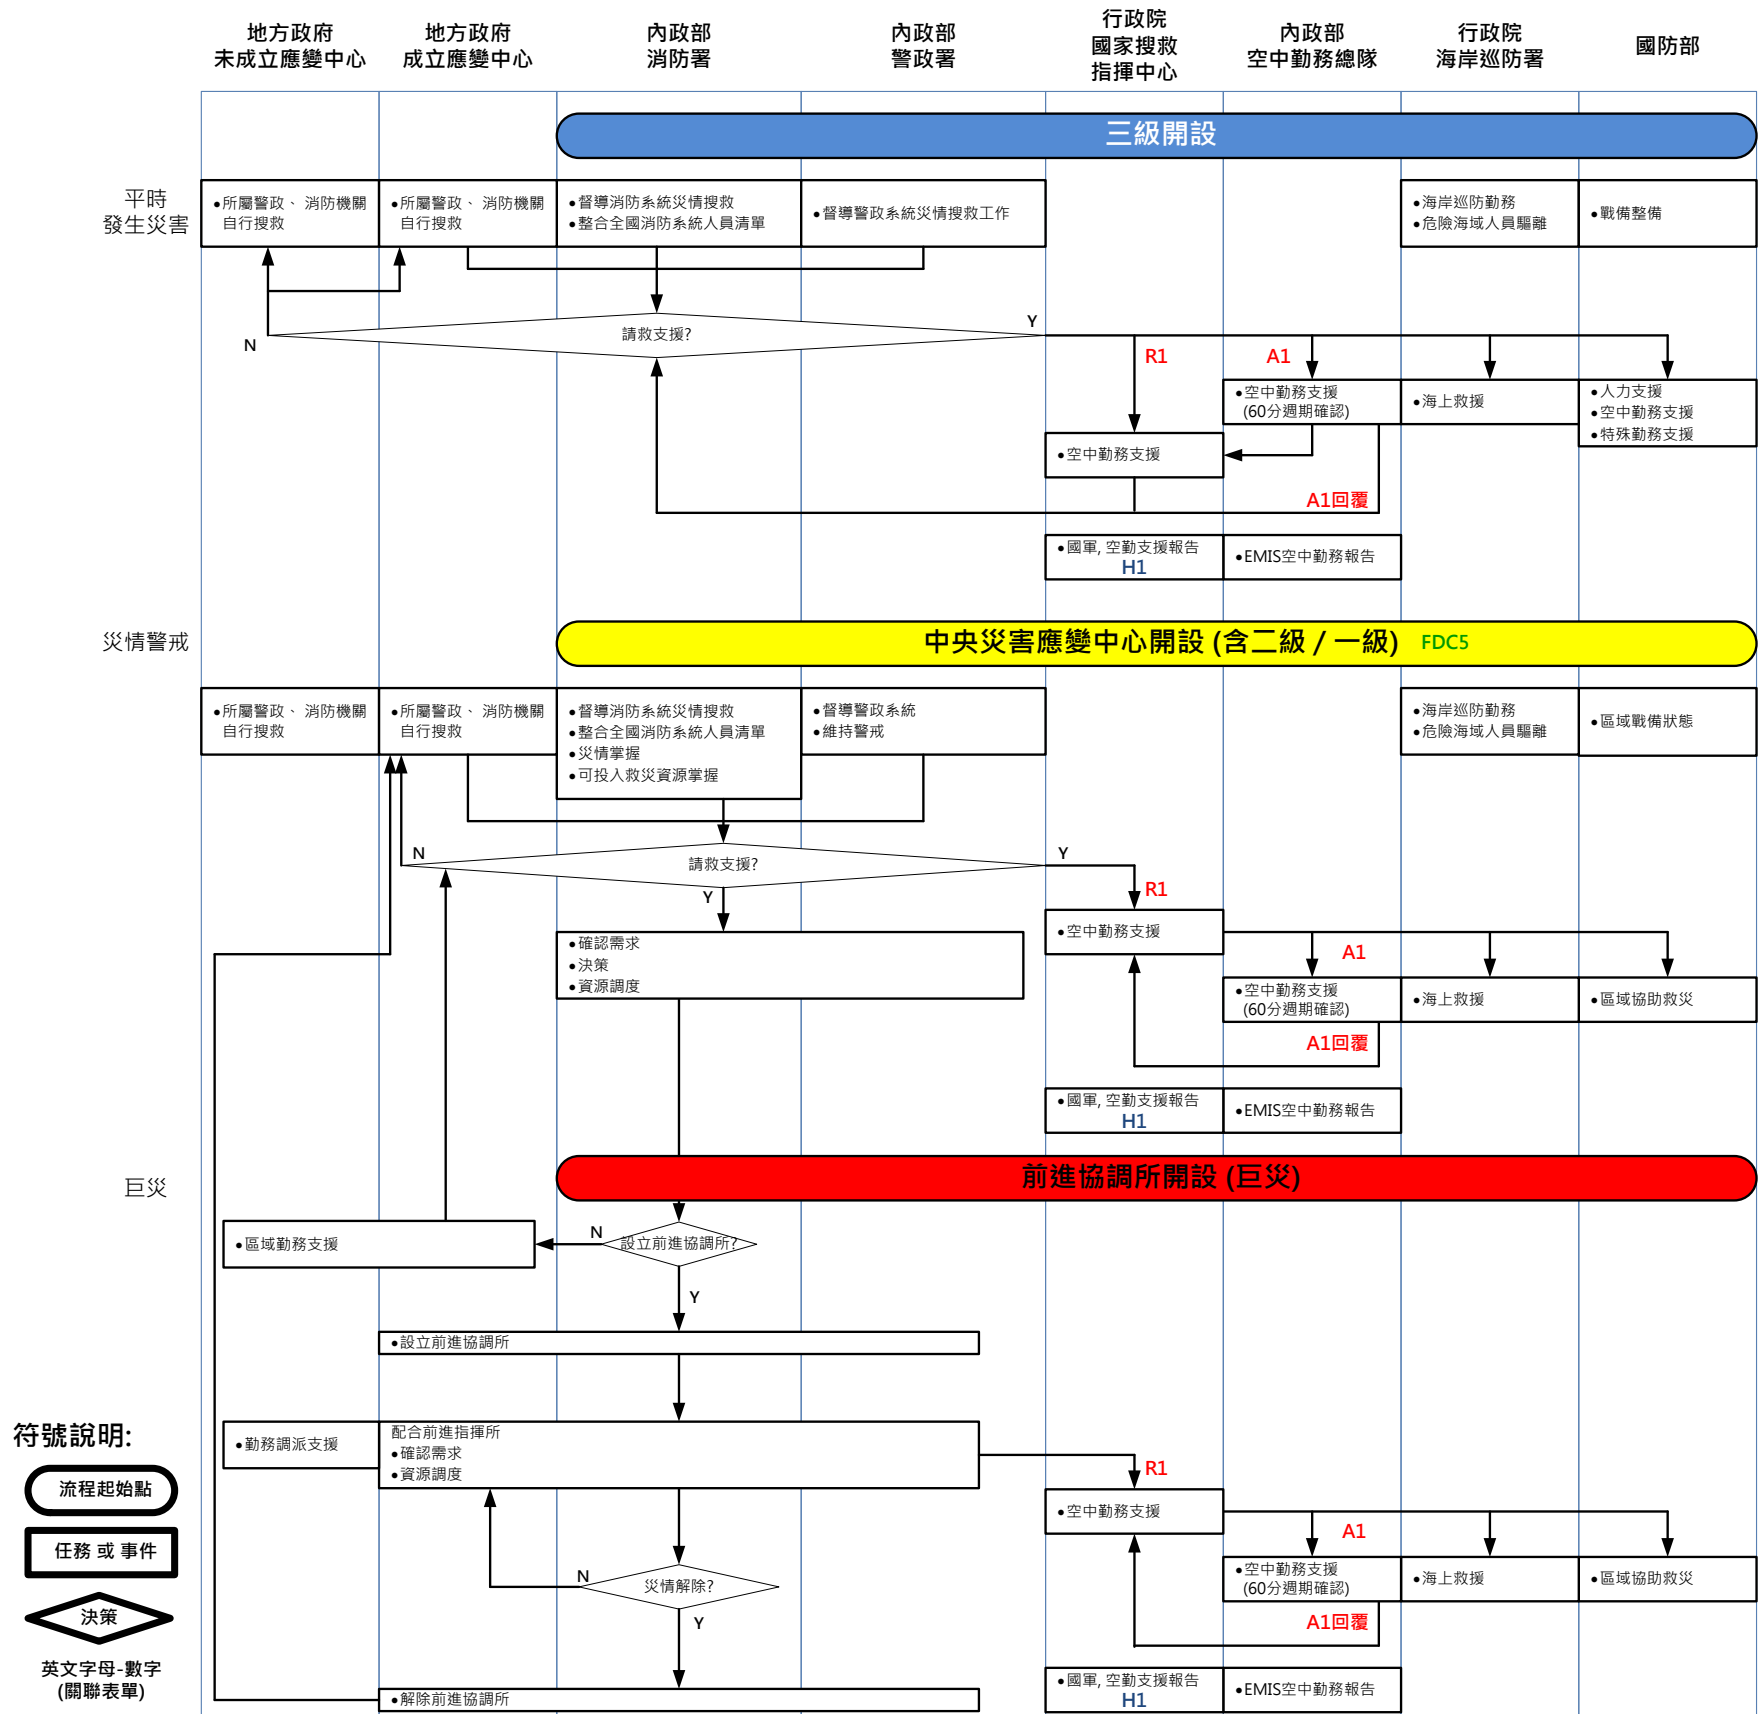 地方政府
未成立應變中心
地方政府
成立應變中心
內政部
消防署
內政部
警政署
行政院
國家搜救
指揮中心
內政部
空中勤務總隊
行政院
海岸巡防署
國防部
三級開設
平時
發生災害
●所屬警政、 消防機關
自行搜救
●所屬警政、 消防機關
自行搜救
●督導消防系統災情搜救
●整合全國消防系統人員清單
●督導警政系統災情搜救工作
●海岸巡防勤務
●危險海域人員驅離
●戰備整備
請救支援?
N
Y
R1
A1
●空中勤務支援
(60分週期確認)
●海上救援
●人力支援
●空中勤務支援
●特殊勤務支援
●空中勤務支援
A1回覆
●國軍, 空勤支援報告
H1
●EMIS空中勤務報告
災情警戒
中央災害應變中心開設 (含二級 / 一級) FDC5
●所屬警政、 消防機關
自行搜救
●所屬警政、 消防機關
自行搜救
●督導消防系統災情搜救
●整合全國消防系統人員清單
●災情掌握
●可投入救災資源掌握
●督導警政系統
●維持警戒
●海岸巡防勤務
●危險海域人員驅離
●區域戰備狀態
N
請救支援?
Y
Y
R1
●確認需求
●決策
●資源調度
●空中勤務支援
A1
●空中勤務支援
(60分週期確認)
●海上救援
●區域協助救災
A1回覆
●國軍, 空勤支援報告
H1
●EMIS空中勤務報告
巨災
前進協調所開設 (巨災)
●區域勤務支援
N
設立前進協調所?
Y
●設立前進協調所
●勤務調派支援
配合前進指揮所
●確認需求
●資源調度
R1
●空中勤務支援
A1
●空中勤務支援
(60分週期確認)
●海上救援
●區域協助救災
A1回覆
N
災情解除?
Y
●解除前進協調所
●國軍, 空勤支援報告
H1
●EMIS空中勤務報告
符號說明:
流程起始點
任務 或 事件
決策
英文字母-數字
(關聯表單)